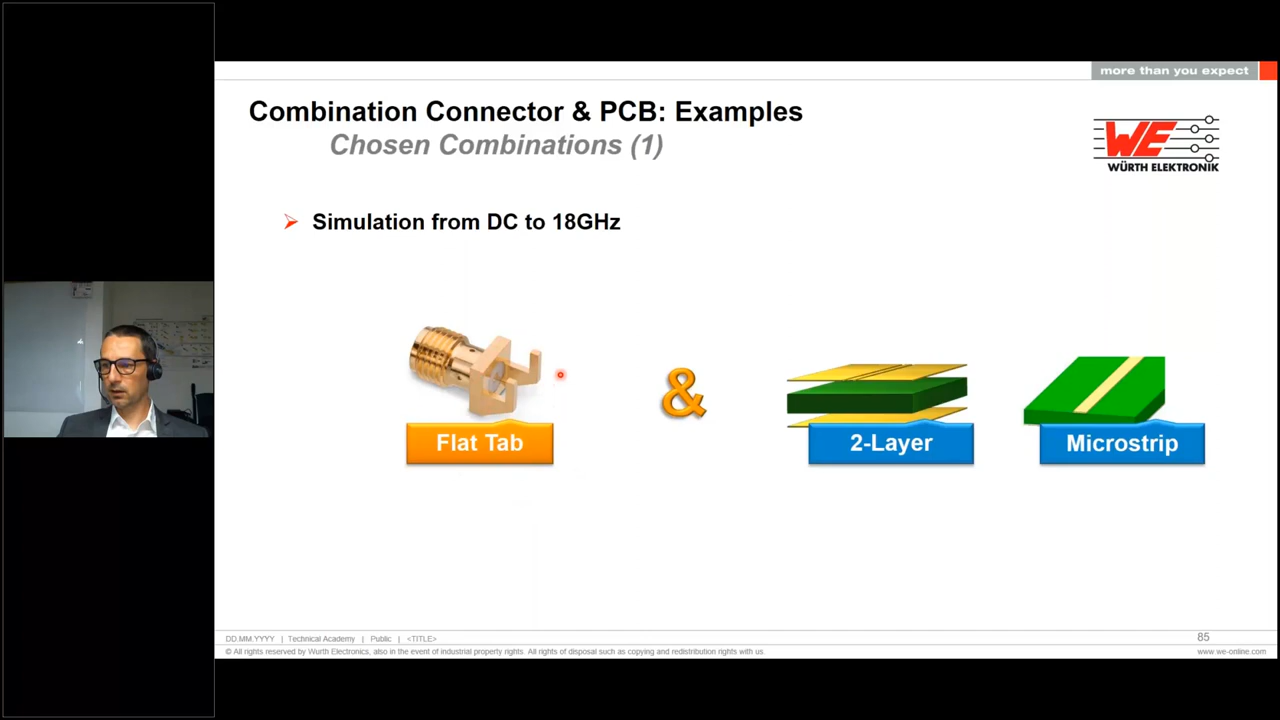 more than you expect
Combination Connector & PCB: Examples
Chosen Combinations (1)
WE
WÜRTH ELEKTRONIK
Simulation from DC to 18GHz
&
Flat Tab
2-Layer
Microstrip
DD.MM.YYYY | Technical Academy | Public | <TITLE>
85
© All rights reserved by Wurth Electronics, also in the event of industrial property rights. All rights of disposal such as copying and redistribution rights with us.
www.we-online.com